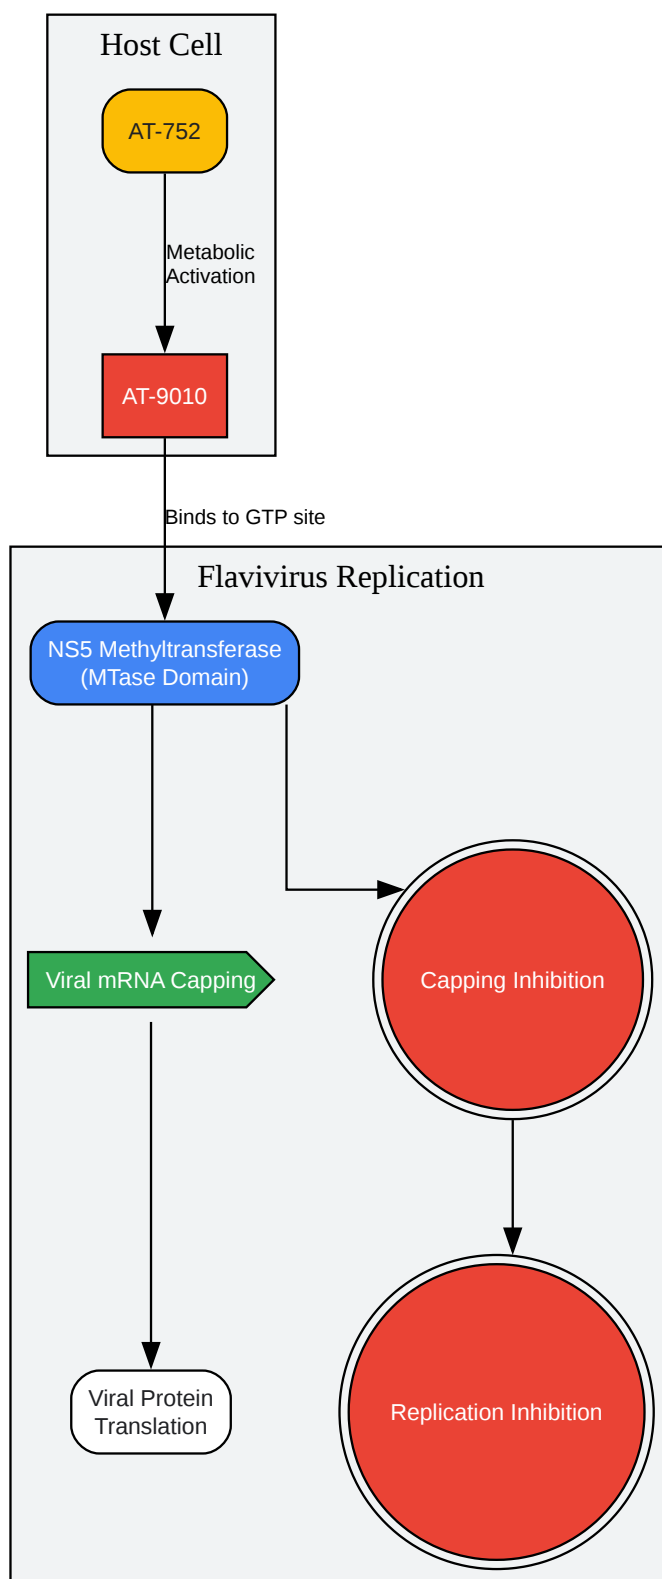 Host Cell
AT-752
Metabolic
Activation
AT-9010
Binds to GTP site
Flavivirus Replication
NS5 Methyltransferase
(MTase Domain)
Viral mRNA Capping
Capping Inhibition
Viral Protein
Translation
Replication Inhibition